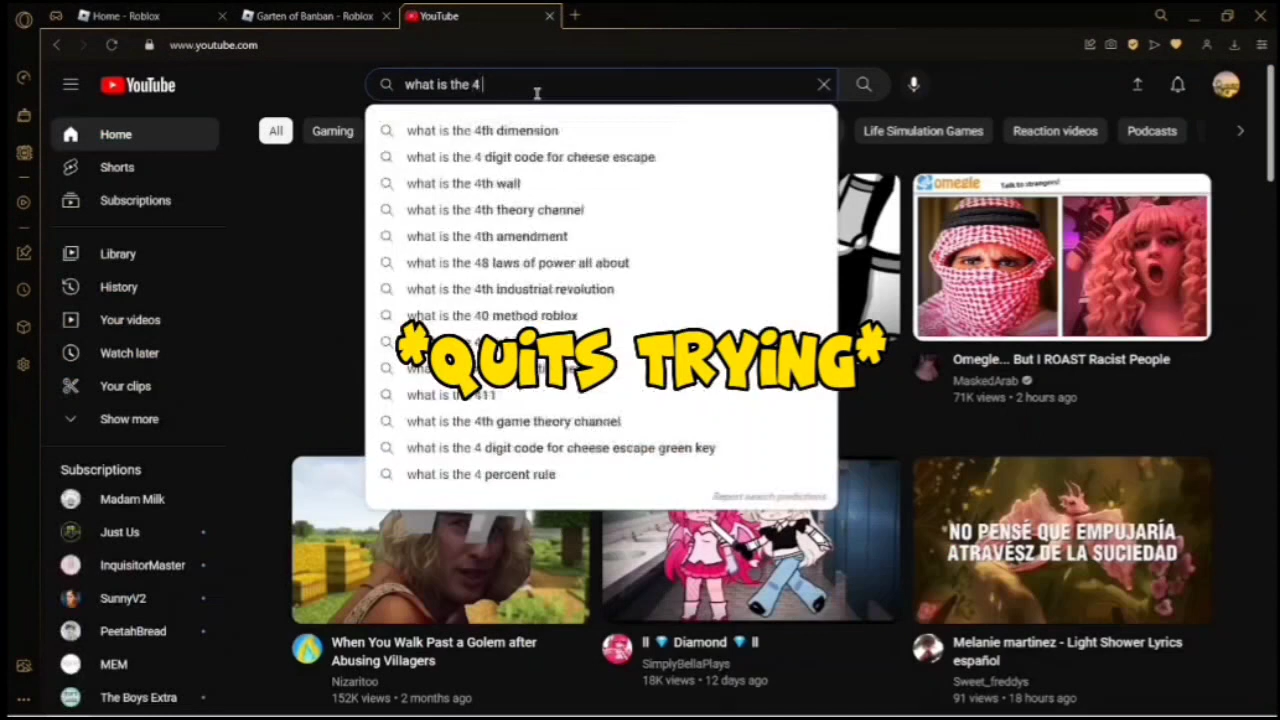 Home - Roblox
Garten of Banban - Roblox
YouTube
www.youtube.com
YouTube
what is the 4
All
Gaming
Life Simulation Games
Reaction videos
Podcasts
what is the 4th dimension
what is the 4 digit code for cheese escape
what is the 4th wall
what is the 4th theory channel
what is the 4th amendment
what is the 48 laws of power all about
what is the 4th industrial revolution
what is the 40 method roblox
*QUITS TRYING*
what is the 411
what is the 4th game theory channel
what is the 4 digit code for cheese escape green key
what is the 4 percent rule
Report search predictions
Home
Shorts
Subscriptions
Library
History
Your videos
Watch later
Your clips
Show more
Subscriptions
Madam Milk
Just Us
InquisitorMaster
SunnyV2
PeetahBread
MEM
The Boys Extra
omegle
Talk to strangers!
Omegle... But I ROAST Racist People
MaskedArab
71K views • 2 hours ago
When You Walk Past a Golem after
Abusing Villagers
Nizaritoo
152K views • 2 months ago
II 💎 Diamond 💎 II
SimplyBellaPlays
18K views • 12 days ago
NO PENSÉ QUE EMPUJARÍA
ATRAVÉSZ DE LA SUCIEDAD
Melanie martinez - Light Shower Lyrics
español
Sweet_freddys
91 views • 18 hours ago